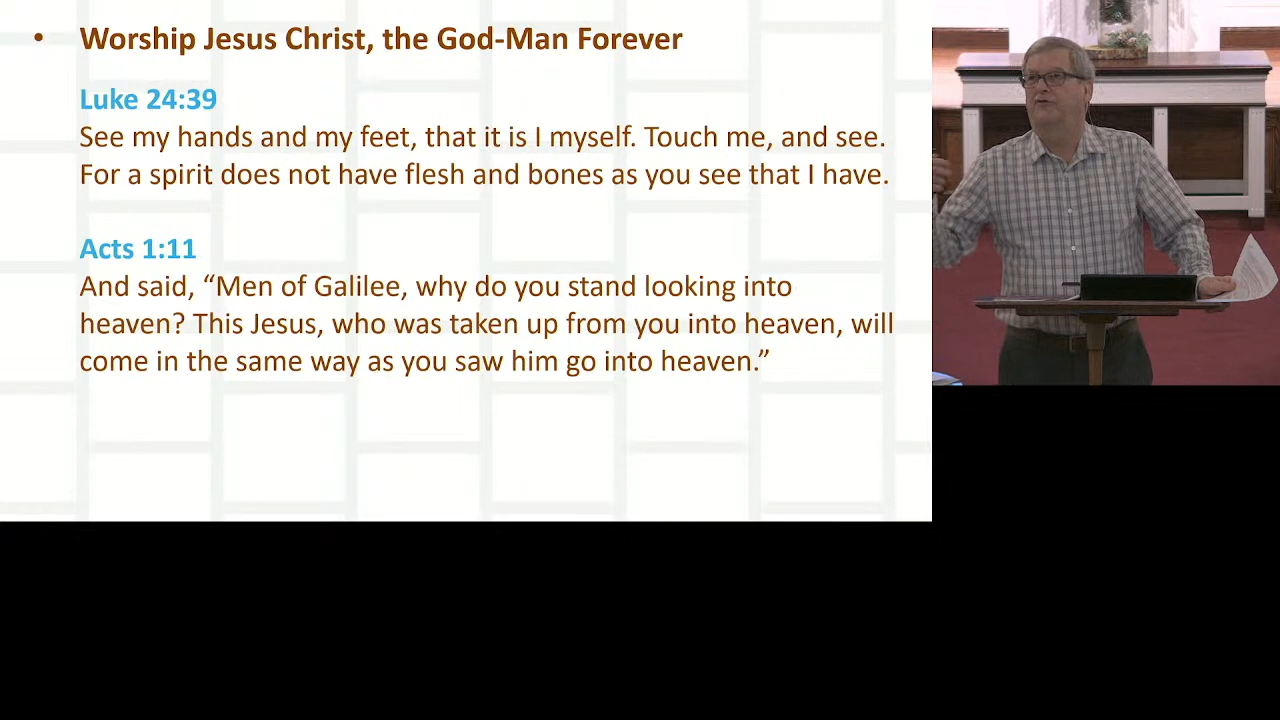 • Worship Jesus Christ, the God-Man Forever
Luke 24:39
See my hands and my feet, that it is I myself. Touch me, and see.
For a spirit does not have flesh and bones as you see that I have.
Acts 1:11
And said, “Men of Galilee, why do you stand looking into
heaven? This Jesus, who was taken up from you into heaven, will
come in the same way as you saw him go into heaven.”